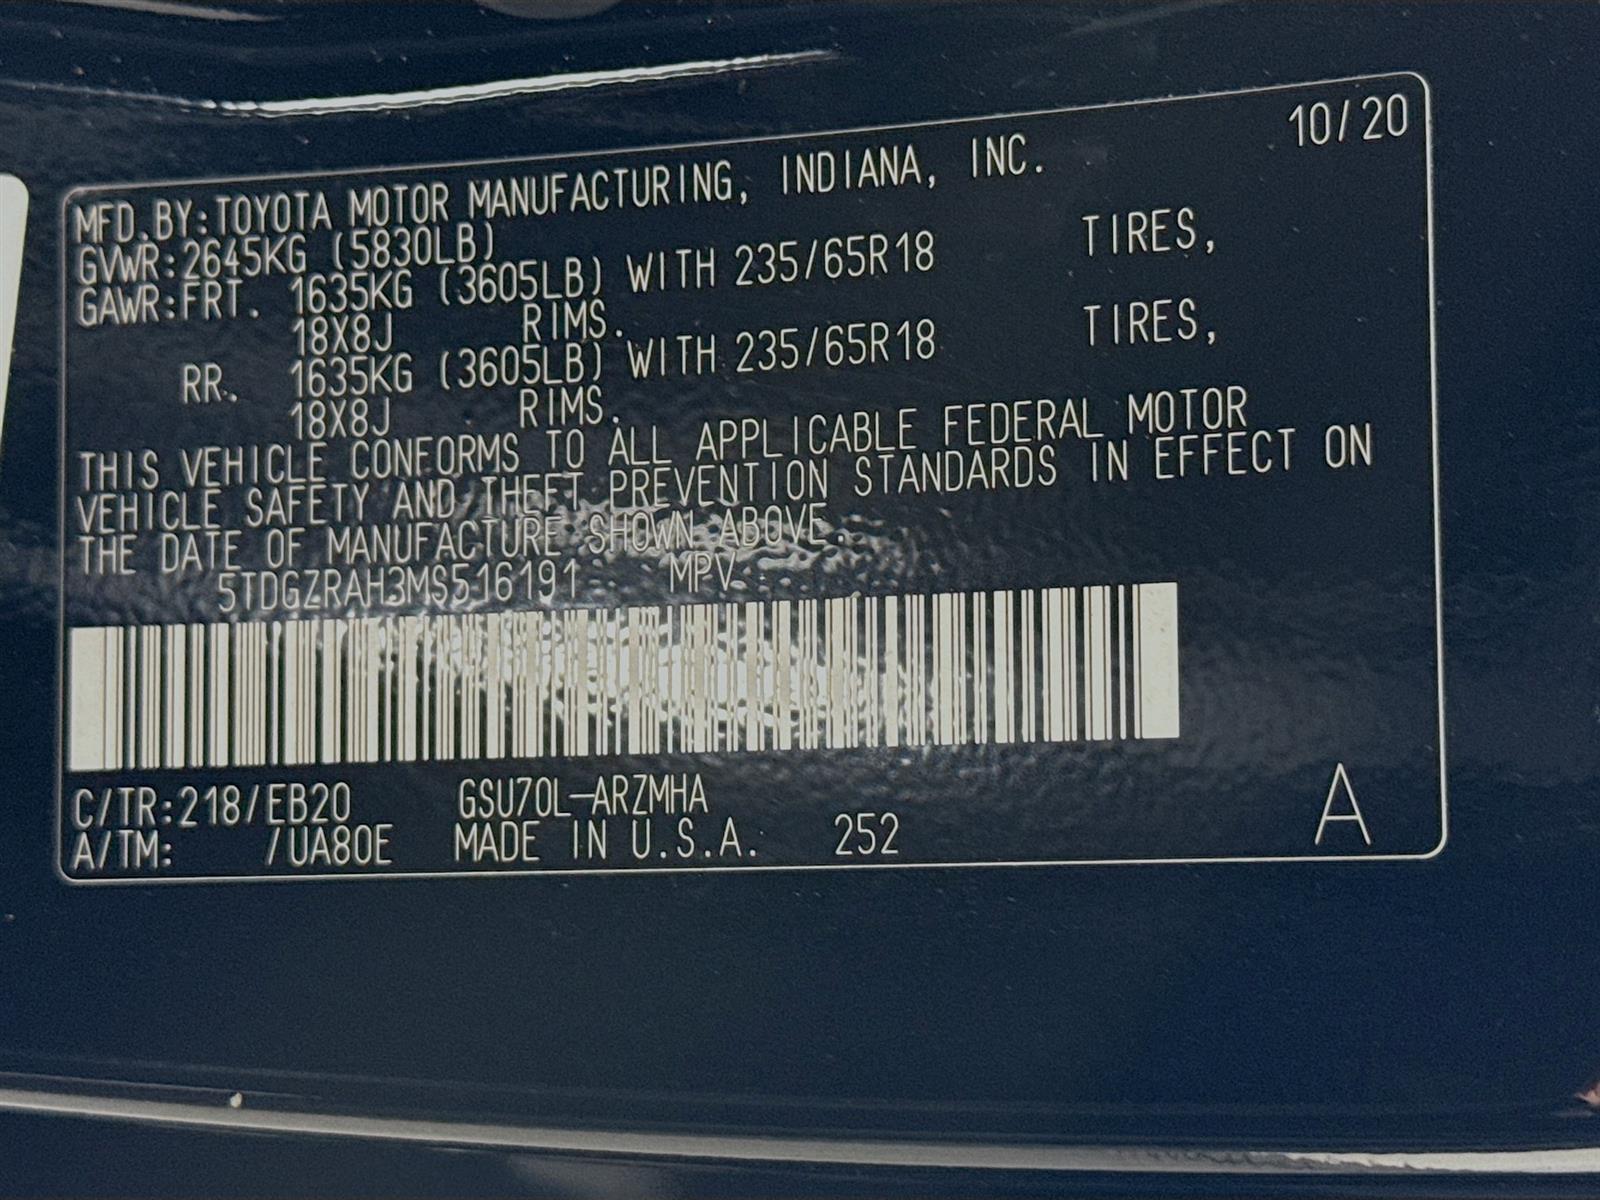 10/20
MFD.BY:TOYOTA MOTOR MANUFACTURING, INDIANA, INC.
GVWR:2645KG (5830LB)
GAWR:FRT. 1635KG (3605LB) WITH 235/65R18 TIRES,
18X8J RIMS.
RR. 1635KG (3605LB) WITH 235/65R18 TIRES,
18X8J RIMS.
THIS VEHICLE CONFORMS TO ALL APPLICABLE FEDERAL MOTOR
VEHICLE SAFETY AND THEFT PREVENTION STANDARDS IN EFFECT ON
THE DATE OF MANUFACTURE SHOWN ABOVE.
5TDGZRAH3MS516191 MPV
C/TR:218/EB20 GSU70L-ARZMHA
A/TM: /UA80E MADE IN U.S.A. 252 A